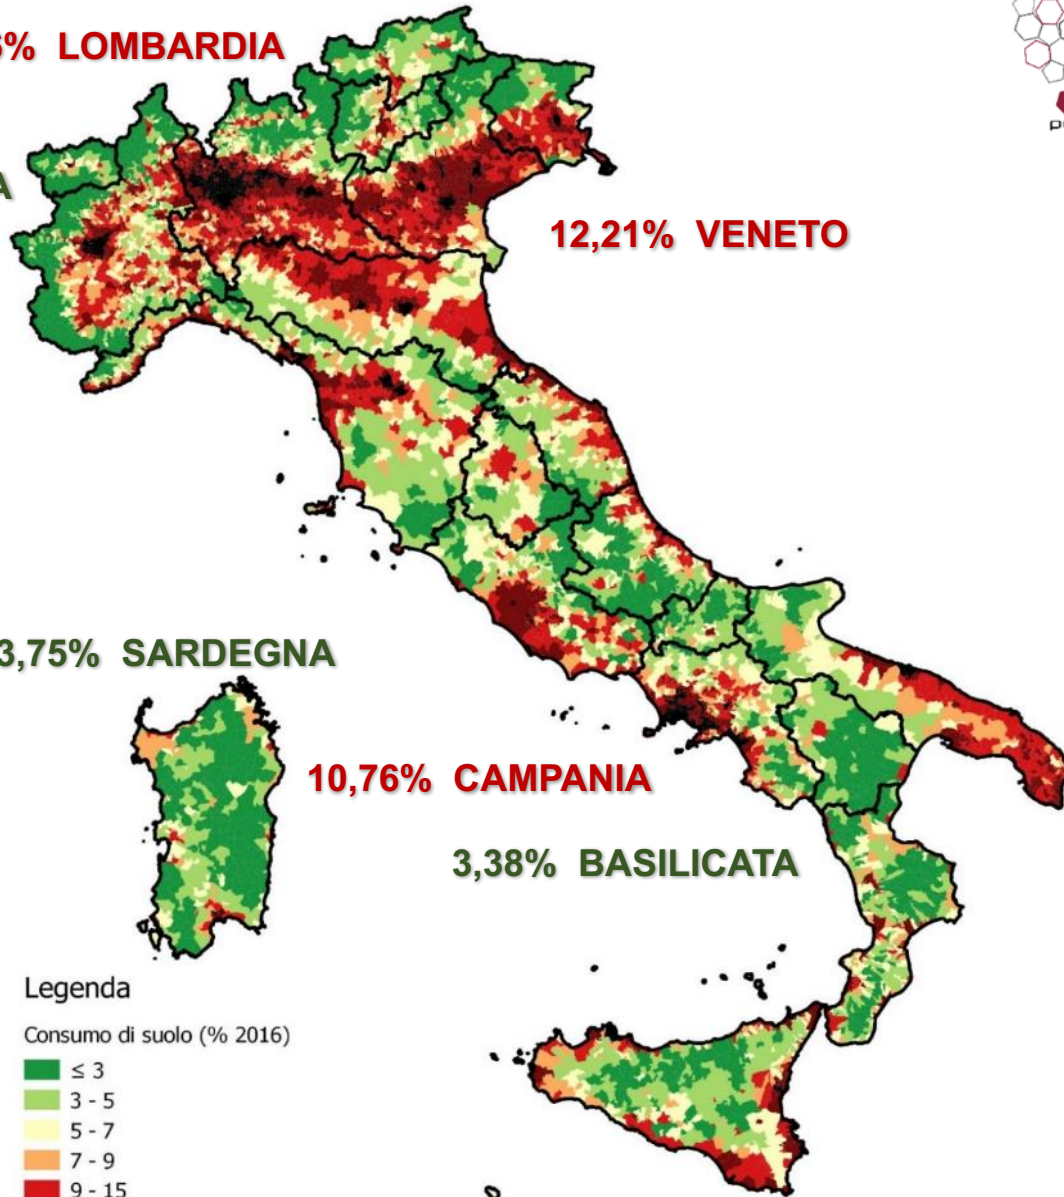 6% LOMBARDIA
A
12,21% VENETO
3,75% SARDEGNA
10,76% CAMPANIA
3,38% BASILICATA
Legenda
Consumo di suolo (% 2016)
≤ 3
3 - 5
5 - 7
7 - 9
9 - 15